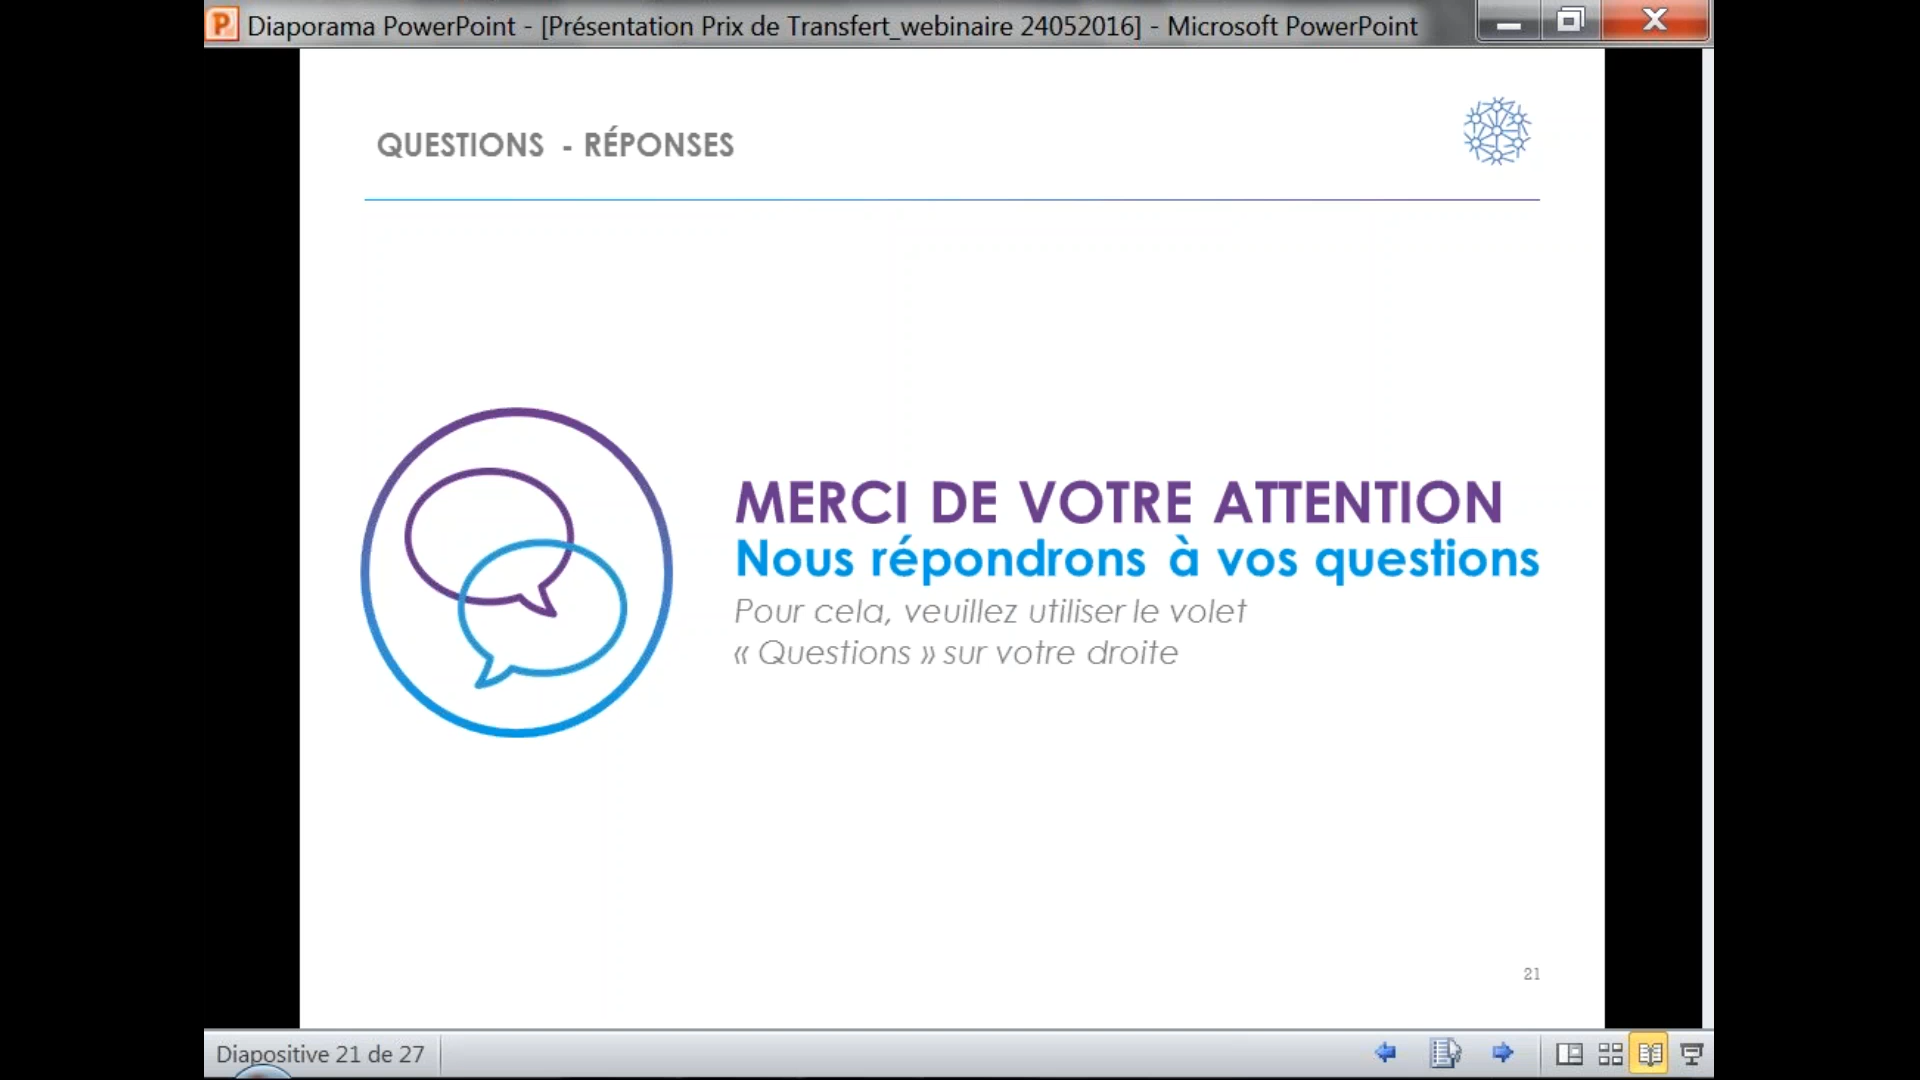 Diaporama PowerPoint - [Présentation Prix de Transfert_webinaire 24052016] - Microsoft PowerPoint
QUESTIONS - RÉPONSES
MERCI DE VOTRE ATTENTION
Nous répondrons à vos questions
Pour cela, veuillez utiliser le volet
« Questions » sur votre droite
21
Diapositive 21 de 27